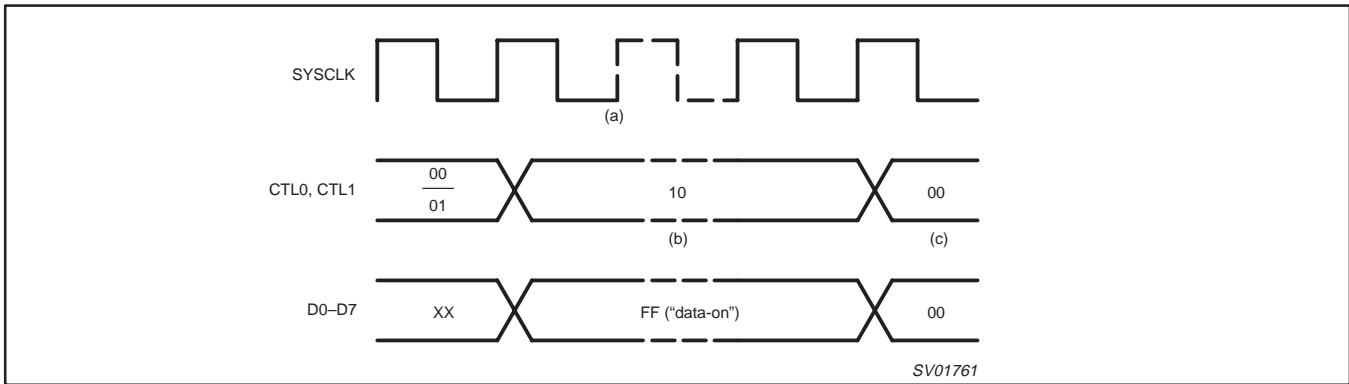 SYSCLK
(a)
CTL0, CTL1
00
01
10
00
(b)
(c)
D0–D7
XX
FF (“data-on”)
00
SV01761